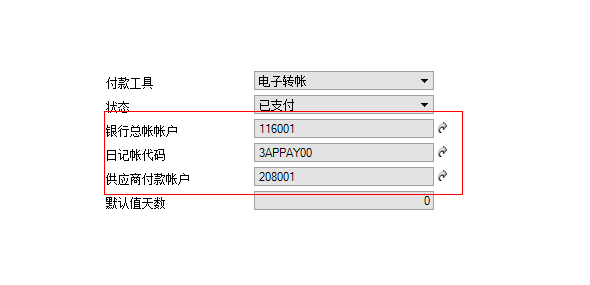 付款工具 电子转帐
状态 已支付
银行总帐帐户 116001
日记帐代码 3APPAY00
供应商付款帐户 208001
默认值天数 0